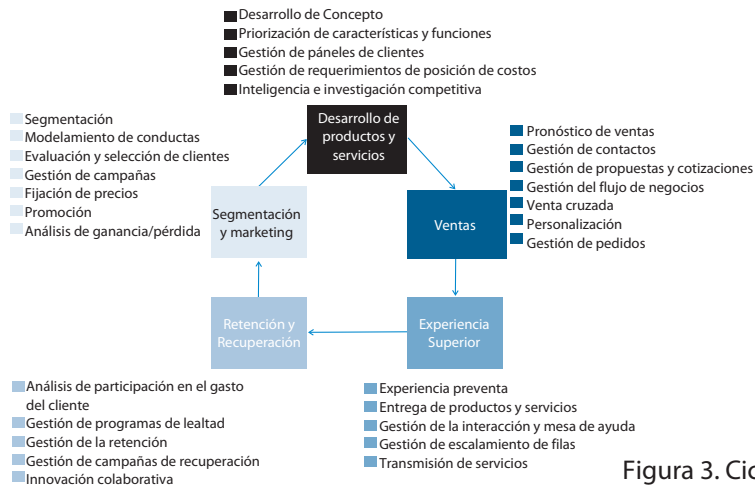 Desarrollo de Concepto
Priorización de características y funciones
Gestión de páneles de clientes
Gestión de requerimientos de posición de costos
Inteligencia e investigación competitiva
Desarrollo de
productos y
servicios
Segmentación
Modelamiento de conductas
Evaluación y selección de clientes
Gestión de campañas
Fijación de precios
Promoción
Análisis de ganancia/pérdida
Segmentación
y marketing
Ventas
Pronóstico de ventas
Gestión de contactos
Gestión de propuestas y cotizaciones
Gestión del flujo de negocios
Venta cruzada
Personalización
Gestión de pedidos
Retención y
Recuperación
Experiencia
Superior
Análisis de participación en el gasto
del cliente
Gestión de programas de lealtad
Gestión de la retención
Gestión de campañas de recuperación
Innovación colaborativa
Experiencia preventa
Entrega de productos y servicios
Gestión de la interacción y mesa de ayuda
Gestión de escalamiento de filas
Transmisión de servicios
Figura 3.